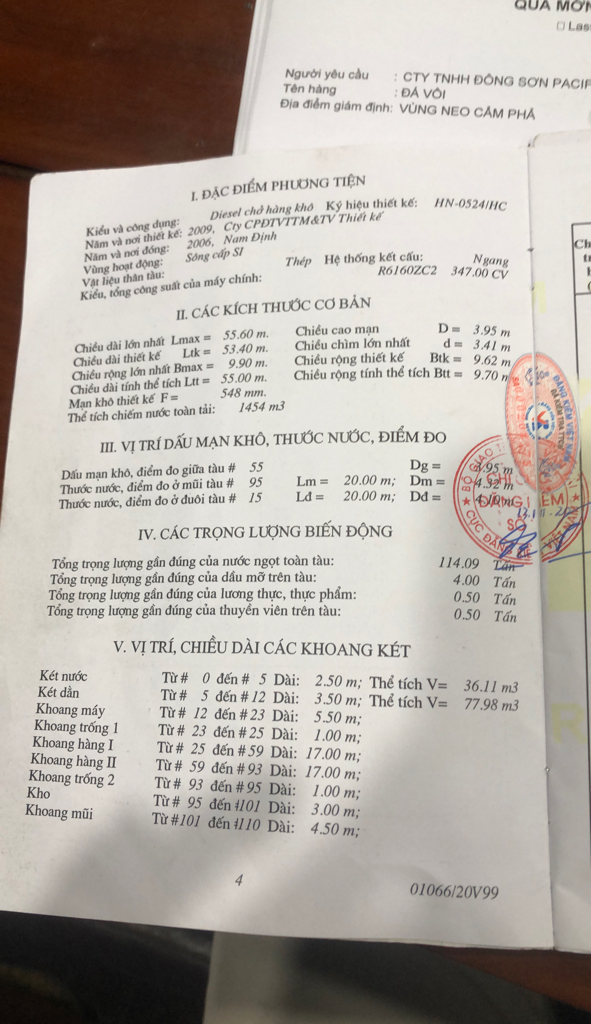 QUA MỚN
□ Las
Người yêu cầu : CTY TNHH ĐÔNG SƠN PACIF
Tên hàng : ĐÁ VÔI
Địa điểm giám định: VÙNG NEO CẨM PHẢ
I. ĐẶC ĐIỂM PHƯƠNG TIỆN
Kiểu và công dụng: Diesel chở hàng khô Ký hiệu thiết kế: HN-0524/HC
Năm và nơi thiết kế: 2009, Cty CPĐTVTTM&TV Thiết kế
Năm và nơi đóng: 2006, Nam Định
Vùng hoạt động: Sông cấp SI
Vật liệu thân tàu: Thép Hệ thống kết cấu: Ngang
Kiểu, tổng công suất của máy chính: R6160ZC2 347.00 CV
II. CÁC KÍCH THƯỚC CƠ BẢN
Chiều dài lớn nhất Lmax = 55.60 m. Chiều cao mạn D = 3.95 m
Chiều dài thiết kế Ltk = 53.40 m. Chiều chìm lớn nhất d = 3.41 m
Chiều rộng lớn nhất Bmax = 9.90 m. Chiều rộng thiết kế Btk = 9.62 m
Chiều dài tính thể tích Ltt = 55.00 m. Chiều rộng tính thể tích Btt = 9.70 m
Mạn khô thiết kế F = 548 mm.
Thể tích chiếm nước toàn tải: 1454 m3
III. VỊ TRÍ DẤU MẠN KHÔ, THƯỚC NƯỚC, ĐIỂM ĐO
Dấu mạn khô, điểm đo giữa tàu # 55 Dg = 3.95 m
Thước nước, điểm đo ở mũi tàu # 95 Lm = 20.00 m; Dm = 4.32 m
Thước nước, điểm đo ở đuôi tàu # 15 Ld = 20.00 m; Dd =
IV. CÁC TRỌNG LƯỢNG BIẾN ĐỘNG
Tổng trọng lượng gần đúng của nước ngọt toàn tàu: 114.09 Tấn
Tổng trọng lượng gần đúng của dầu mỡ trên tàu: 4.00 Tấn
Tổng trọng lượng gần đúng của lương thực, thực phẩm: 0.50 Tấn
Tổng trọng lượng gần đúng của thuyền viên trên tàu: 0.50 Tấn
V. VỊ TRÍ, CHIỀU DÀI CÁC KHOANG KÉT
Két nước Từ # 0 đến # 5 Dài: 2.50 m; Thể tích V= 36.11 m3
Két dằn Từ # 5 đến # 12 Dài: 3.50 m; Thể tích V= 77.98 m3
Khoang máy Từ # 12 đến # 23 Dài: 5.50 m;
Khoang trống 1 Từ # 23 đến # 25 Dài: 1.00 m;
Khoang hàng I Từ # 25 đến # 59 Dài: 17.00 m;
Khoang hàng II Từ # 59 đến # 93 Dài: 17.00 m;
Khoang trống 2 Từ # 93 đến # 95 Dài: 1.00 m;
Kho Từ # 95 đến #101 Dài: 3.00 m;
Khoang mũi Từ #101 đến #110 Dài: 4.50 m;
4
01066/20V99
ĐĂNG KIỂM VIỆT NAM
BỘ GIAO T
CỤC ĐĂNG